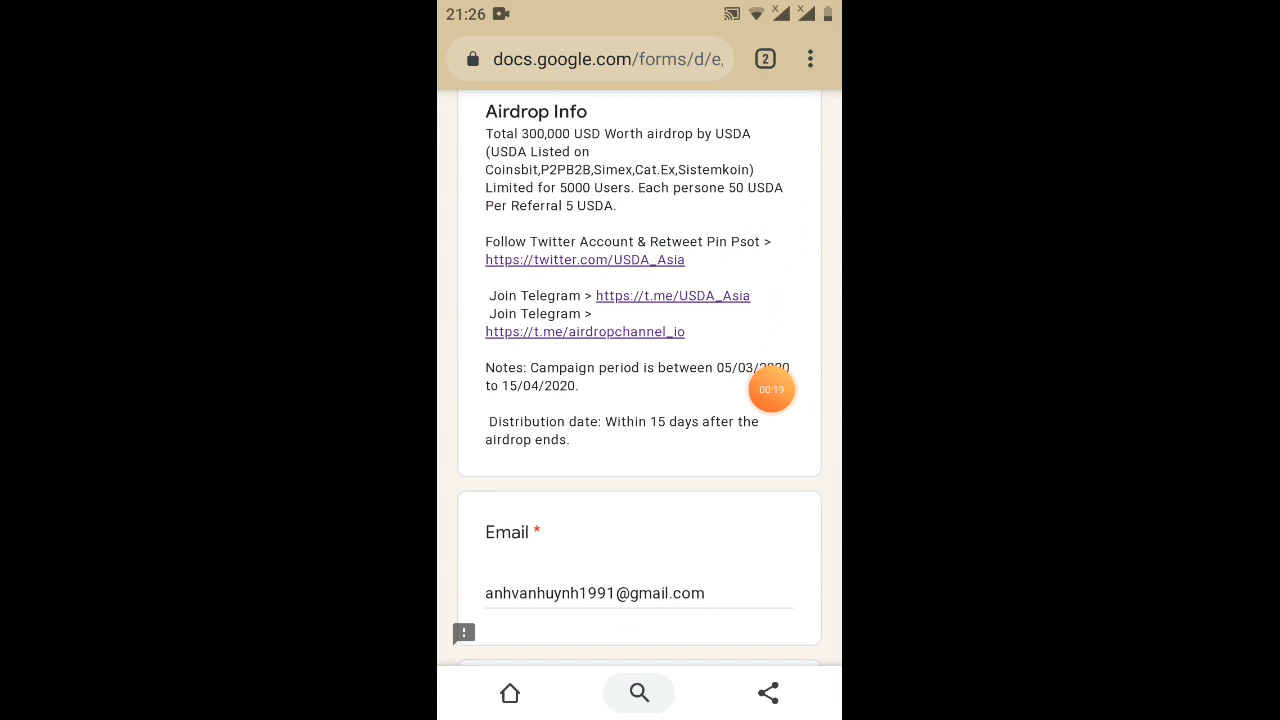 21:26
docs.google.com/forms/d/e,
2
Airdrop Info
Total 300,000 USD Worth airdrop by USDA
(USDA Listed on
Coinsbit,P2PB2B,Simex,Cat.Ex,Sistemkoin)
Limited for 5000 Users. Each persone 50 USDA
Per Referral 5 USDA.
Follow Twitter Account & Retweet Pin Psot >
https://twitter.com/USDA_Asia
Join Telegram > https://t.me/USDA_Asia
Join Telegram >
https://t.me/airdropchannel_io
Notes: Campaign period is between 05/03/2020
to 15/04/2020.
00:19
Distribution date: Within 15 days after the
airdrop ends.
Email *
anhvanhuynh1991@gmail.com